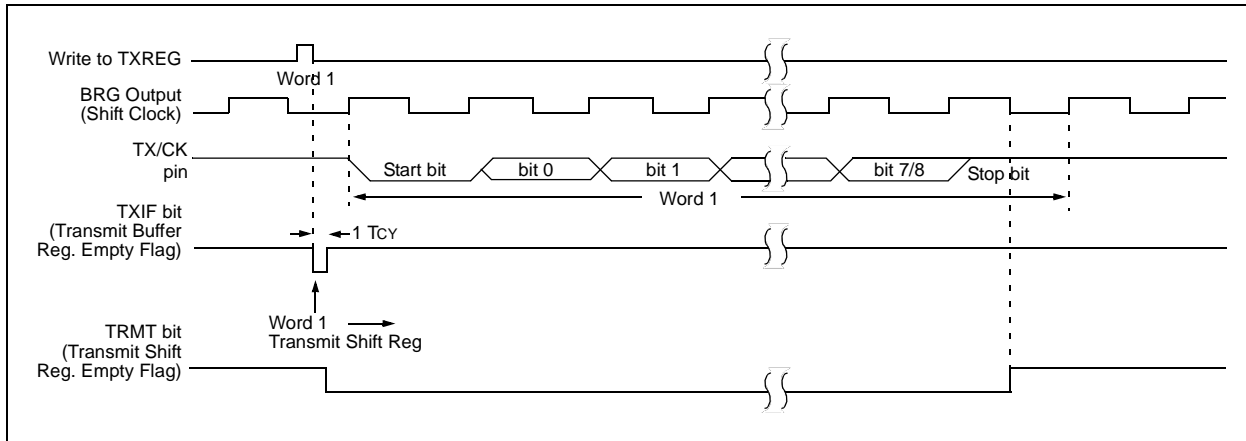 Write to TXREG
Word 1
BRG Output
(Shift Clock)
TX/CK
pin
Start bit
bit 0
bit 1
bit 7/8
Stop bit
Word 1
TXIF bit
(Transmit Buffer
Reg. Empty Flag)
1 TCY
Word 1
Transmit Shift Reg
TRMT bit
(Transmit Shift
Reg. Empty Flag)